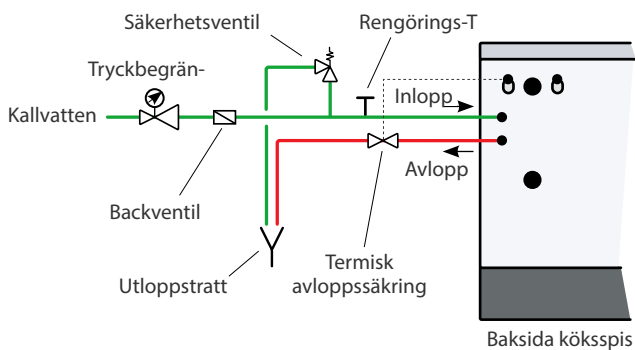 Säkerhetsventil
Rengörings-T
Tryckbegrän-
Kallvatten
Inlopp
Avlopp
Backventil
Utloppstratt
Termisk
avloppssäkring
Baksida köksspis